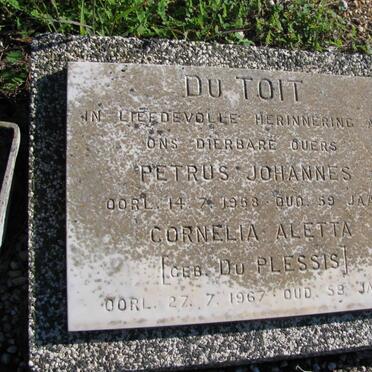 DU TOIT
IN LIEFDEVOLLE HERINNERING A
ONS DIERBARE OUERS
PETRUS JOHANNES
OORL. 14. 7. 1968 OUD. 59 JAA
CORNELIA ALETTA
[GEB. DU PLESSIS]
OORL. 27. 7. 1967 OUD 58 JA